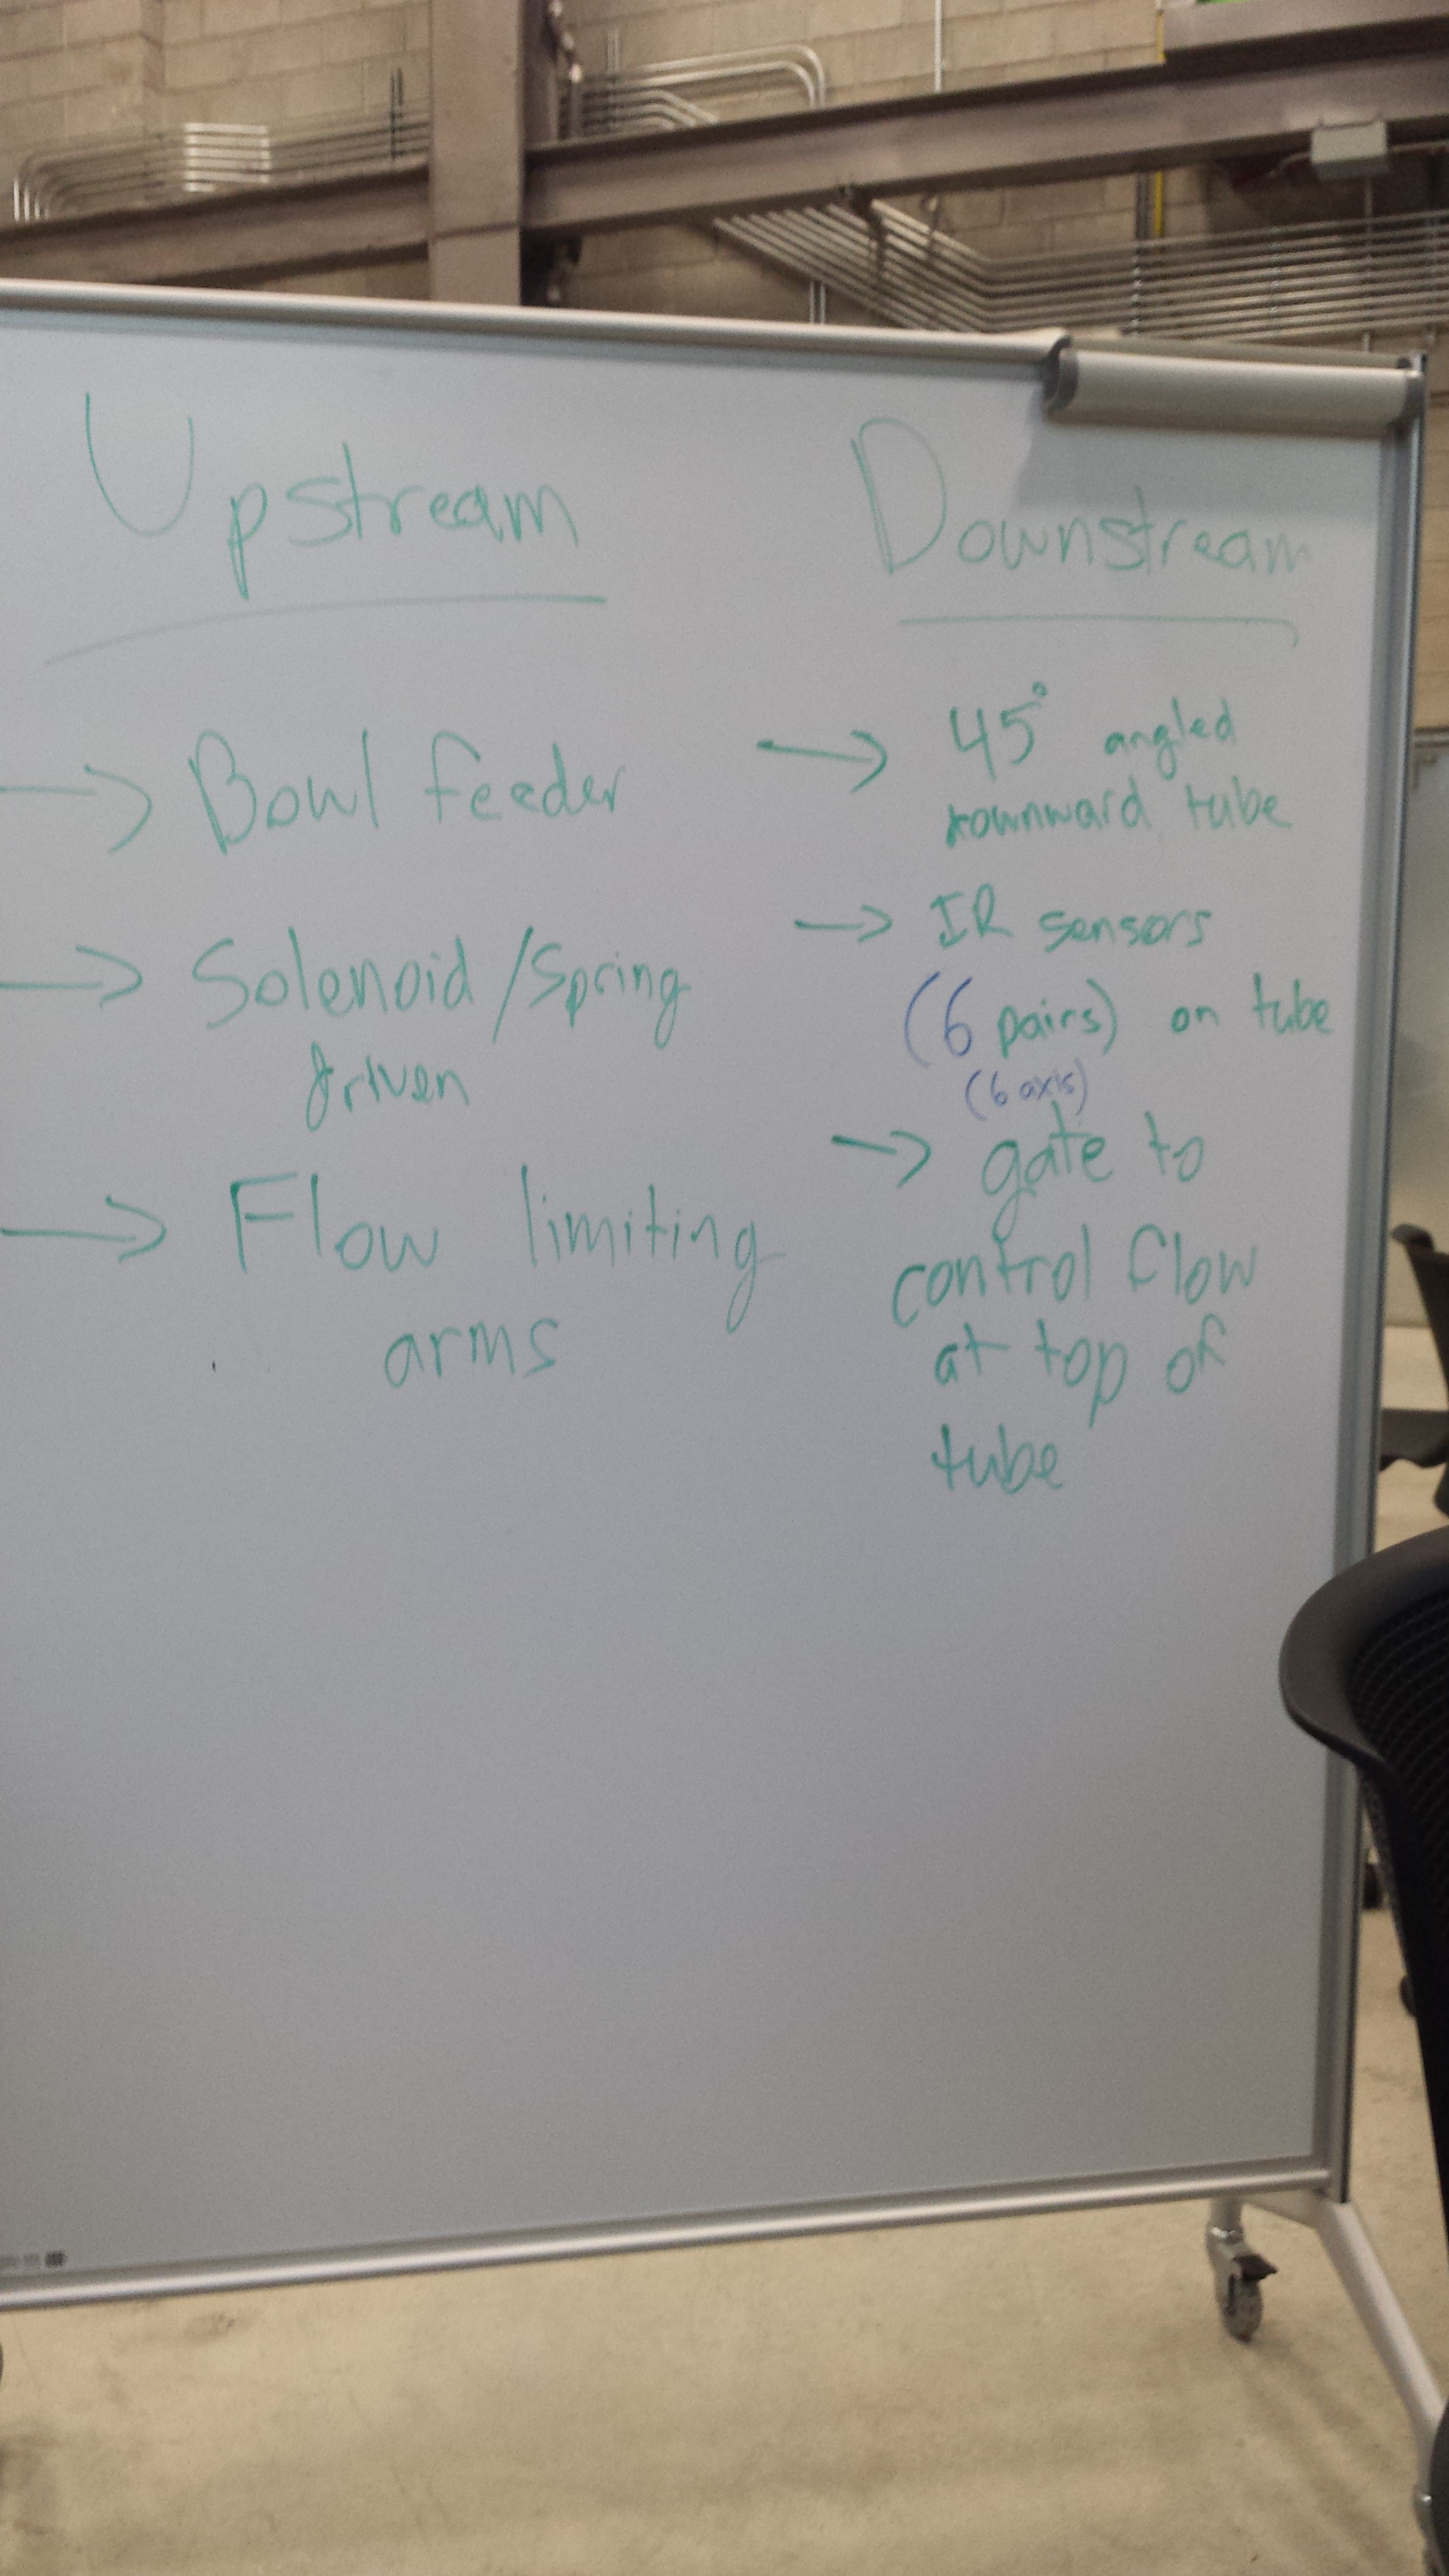 Upstream
→ Bowl feeder
→ Solenoid/Spring
driven
→ Flow limiting
arms
Downstream
→ 45° angled
downward tube
→ IR sensors
(6 pairs) on tube
(6 axis)
→ gate to
control flow
at top of
tube